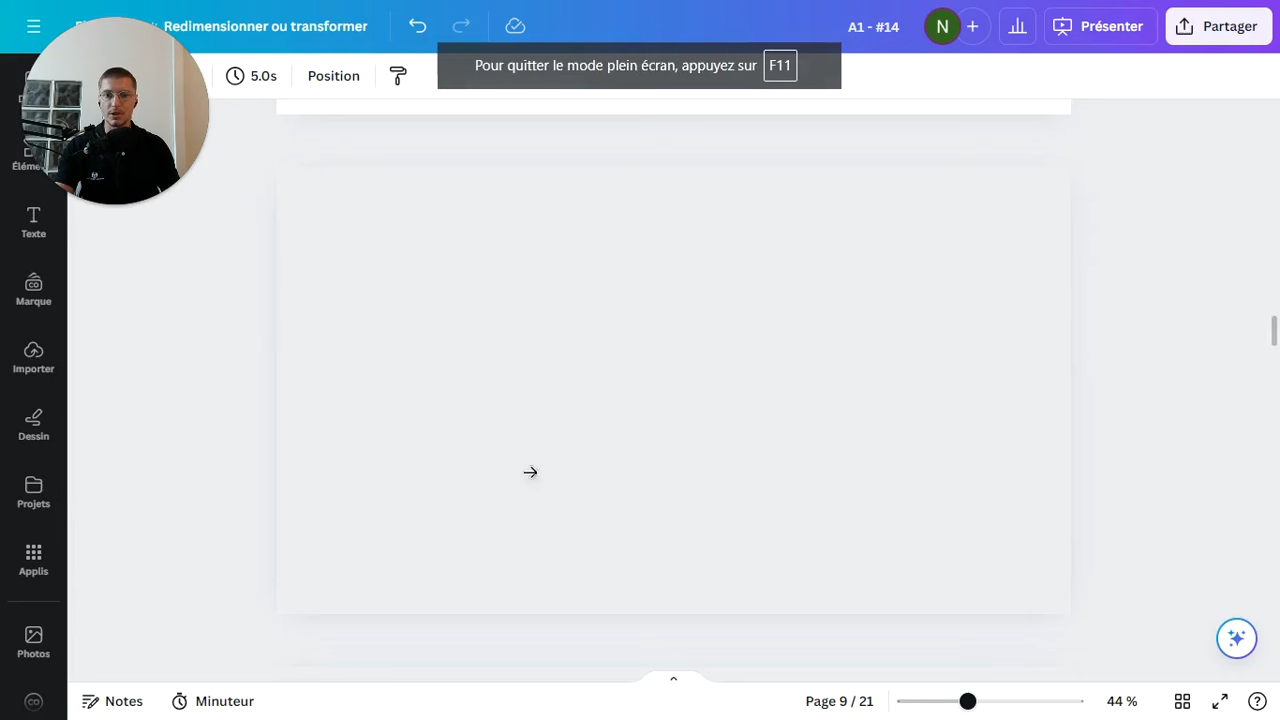 Redimensionner ou transformer
A1 - #14
N
Présenter
Partager
Pour quitter le mode plein écran, appuyez sur F11
5.0s
Position
Texte
Marque
Importer
Dessin
Projets
Applis
Photos
Notes
Minuteur
Page 9 / 21
44 %